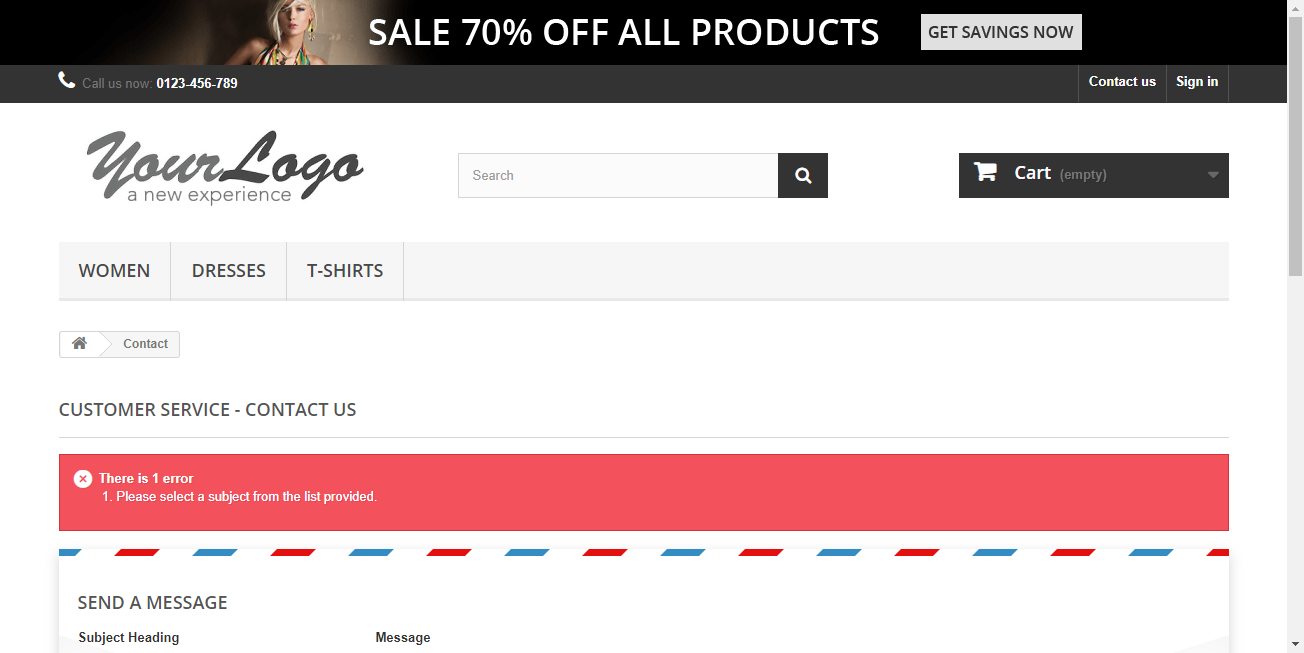 SALE 70% OFF ALL PRODUCTS
GET SAVINGS NOW
Call us now: 0123-456-789
Contact us
Sign in
YourLogo
a new experience
Search
Cart (empty)
WOMEN
DRESSES
T-SHIRTS
Contact
CUSTOMER SERVICE - CONTACT US
There is 1 error
1. Please select a subject from the list provided.
SEND A MESSAGE
Subject Heading
Message